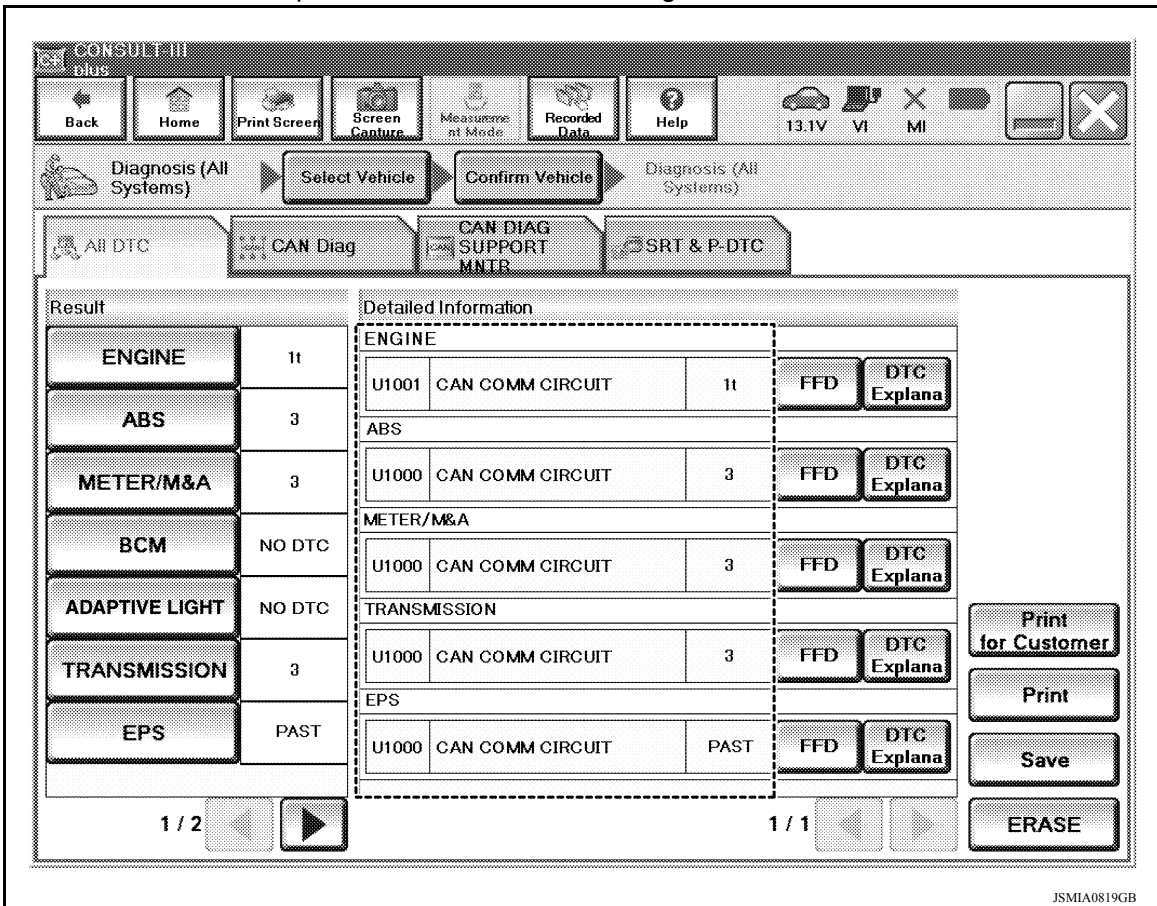 CONSULT-III
plus
C+
Back
Home
Print Screen
Screen
Capture
Measureme
nt Mode
Recorded
Data
Help
13.1V
VI
MI
Diagnosis (All
Systems)
Select Vehicle
Confirm Vehicle
Diagnosis (All
Systems)
All DTC
CAN Diag
CAN DIAG
SUPPORT
MNTR
SRT & P-DTC
Result
Detailed Information
ENGINE 1t
ABS 3
METER/M&A 3
BCM NO DTC
ADAPTIVE LIGHT NO DTC
TRANSMISSION 3
EPS PAST
1 / 2
ENGINE
U1001 CAN COMM CIRCUIT 1t FFD DTC
Explana
ABS
U1000 CAN COMM CIRCUIT 3 FFD DTC
Explana
METER/M&A
U1000 CAN COMM CIRCUIT 3 FFD DTC
Explana
TRANSMISSION
U1000 CAN COMM CIRCUIT 3 FFD DTC
Explana
EPS
U1000 CAN COMM CIRCUIT PAST FFD DTC
Explana
1 / 1
Print
for Customer
Print
Save
ERASE
JSMIA0819GB